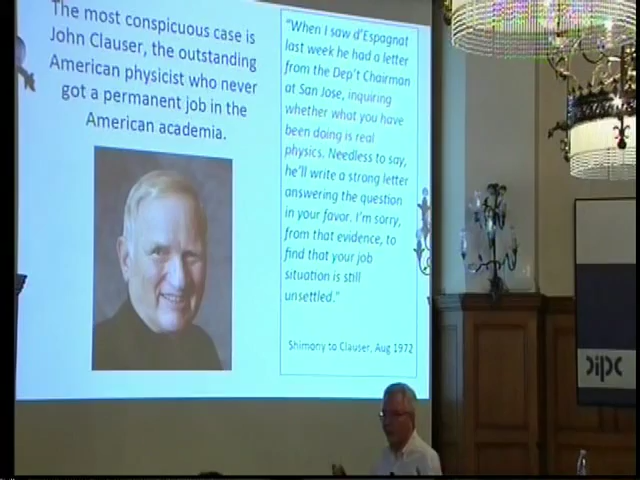 The most conspicuous case is
John Clauser, the outstanding
American physicist who never
got a permanent job in the
American academia.
"When I saw d'Espagnat
last week he had a letter
from the Dep't Chairman
at San Jose, inquiring
whether what you have
been doing is real
physics. Needless to say,
he'll write a strong letter
answering the question
in your favor. I'm sorry,
from that evidence, to
find that your job
situation is still
unsettled."
Shimony to Clauser, Aug 1972
dipc